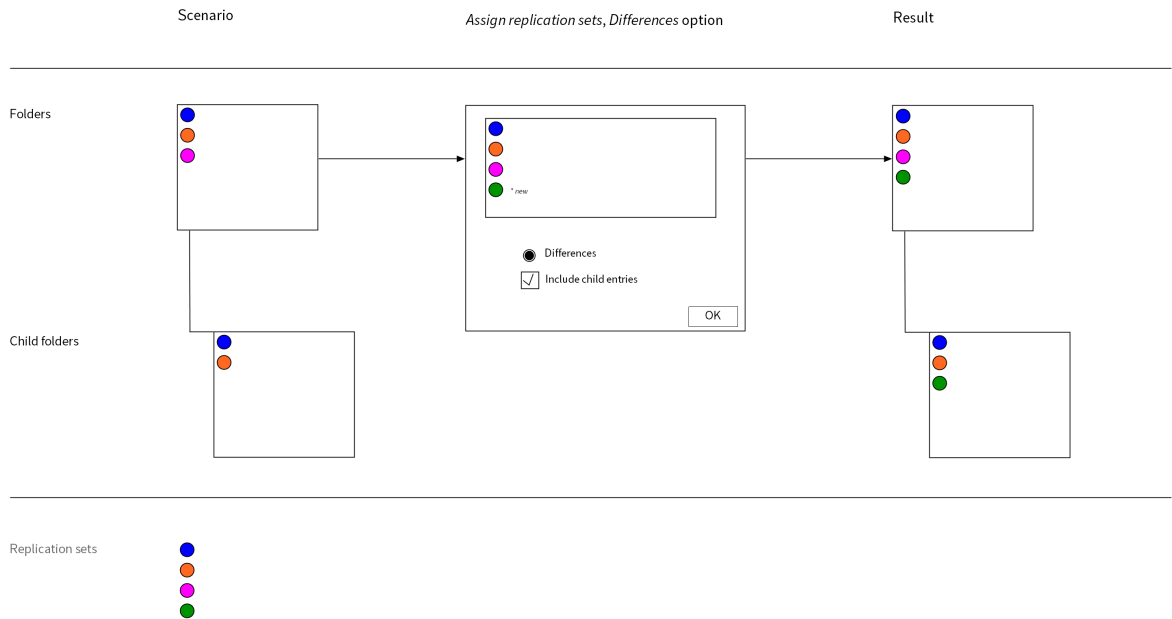 Scenario
Assign replication sets, Differences option
Result
Folders
* new
Differences
Include child entries
OK
Child folders
Replication sets